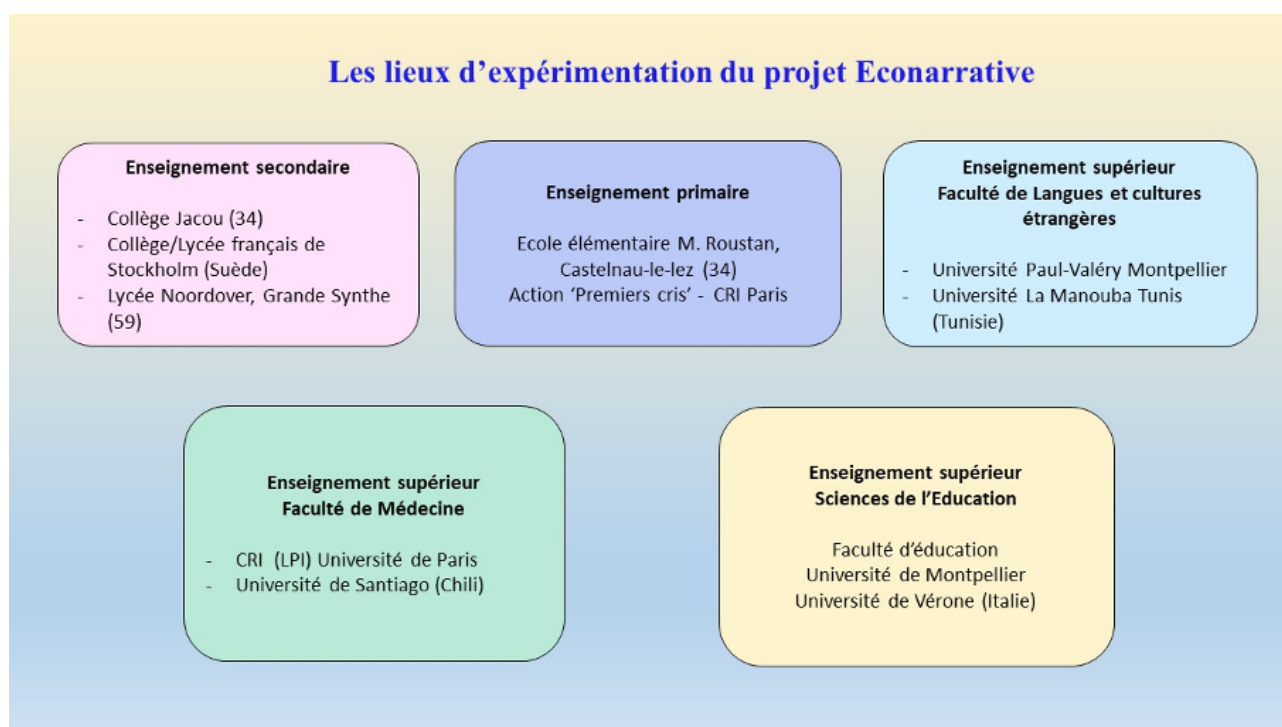 Les lieux d’expérimentation du projet Econarrative
Enseignement secondaire
- Collège Jacou (34)
- Collège/Lycée français de
Stockholm (Suède)
- Lycée Noordover, Grande Synthe
(59)
Enseignement primaire
Ecole élémentaire M. Roustan,
Castelnau-le-lez (34)
Action ‘Premiers cris’ - CRI Paris
Enseignement supérieur
Faculté de Langues et cultures
étrangères
- Université Paul-Valéry Montpellier
- Université La Manouba Tunis
(Tunisie)
Enseignement supérieur
Faculté de Médecine
- CRI (LPI) Université de Paris
- Université de Santiago (Chili)
Enseignement supérieur
Sciences de l’Education
Faculté d’éducation
Université de Montpellier
Université de Vérone (Italie)